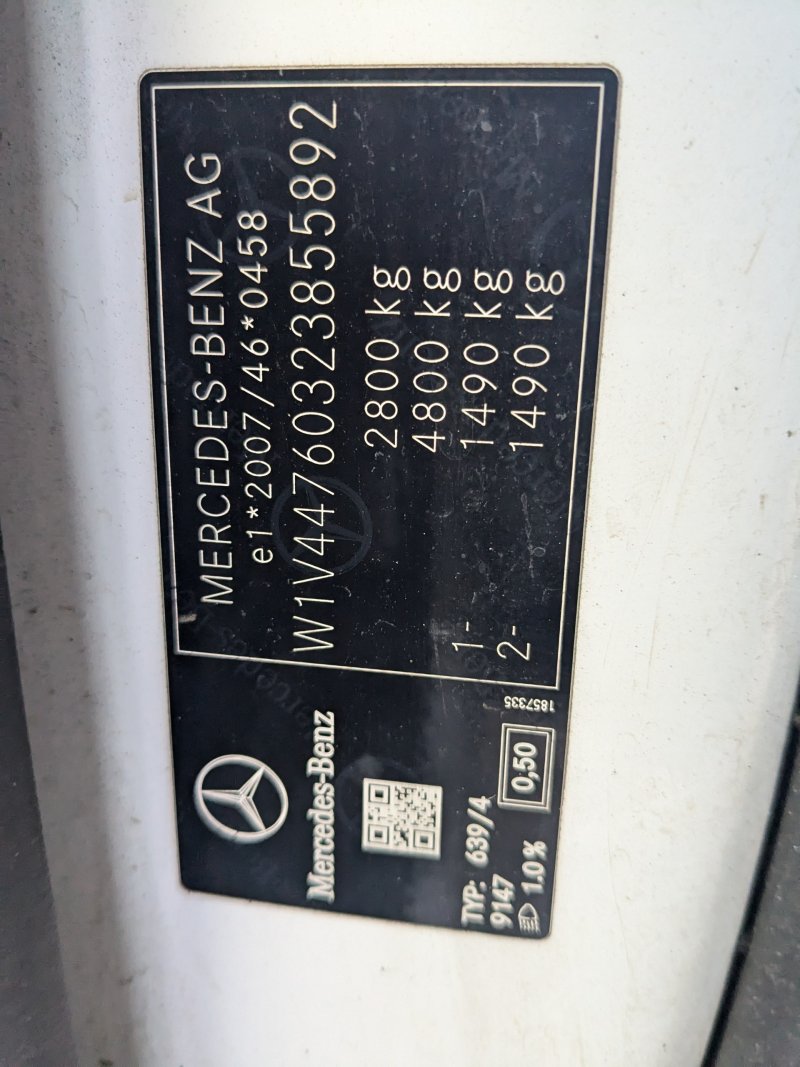 MERCEDES-BENZ AG
e1*2007/46*0458
W1V44760323855892
2800 kg
4800 kg
1- 1490 kg
2- 1490 kg
Mercedes-Benz
TYP: 639/4
9147
1.0 %
0,50
1857335